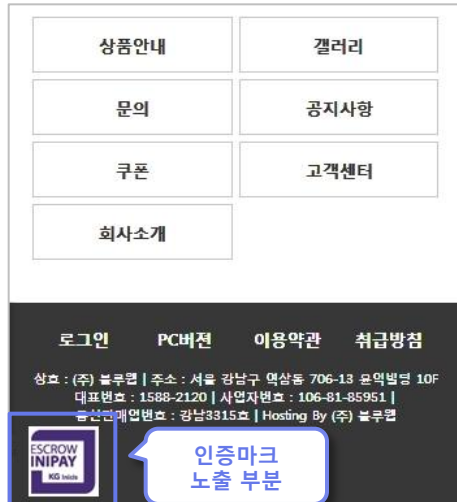 상품안내 갤러리
문의 공지사항
쿠폰 고객센터
회사소개
로그인 PC버젼 이용약관 취급방침
상호 : (주) 블루웹 | 주소 : 서울 강남구 역삼동 706-13 윤익빌딩 10F
대표번호 : 1588-2120 | 사업자번호 : 106-81-85951 |
통신판매업번호 : 강남3315호 | Hosting By (주) 블루웹
ESCROW
INIPAY
KG Inicis
인증마크
노출 부분